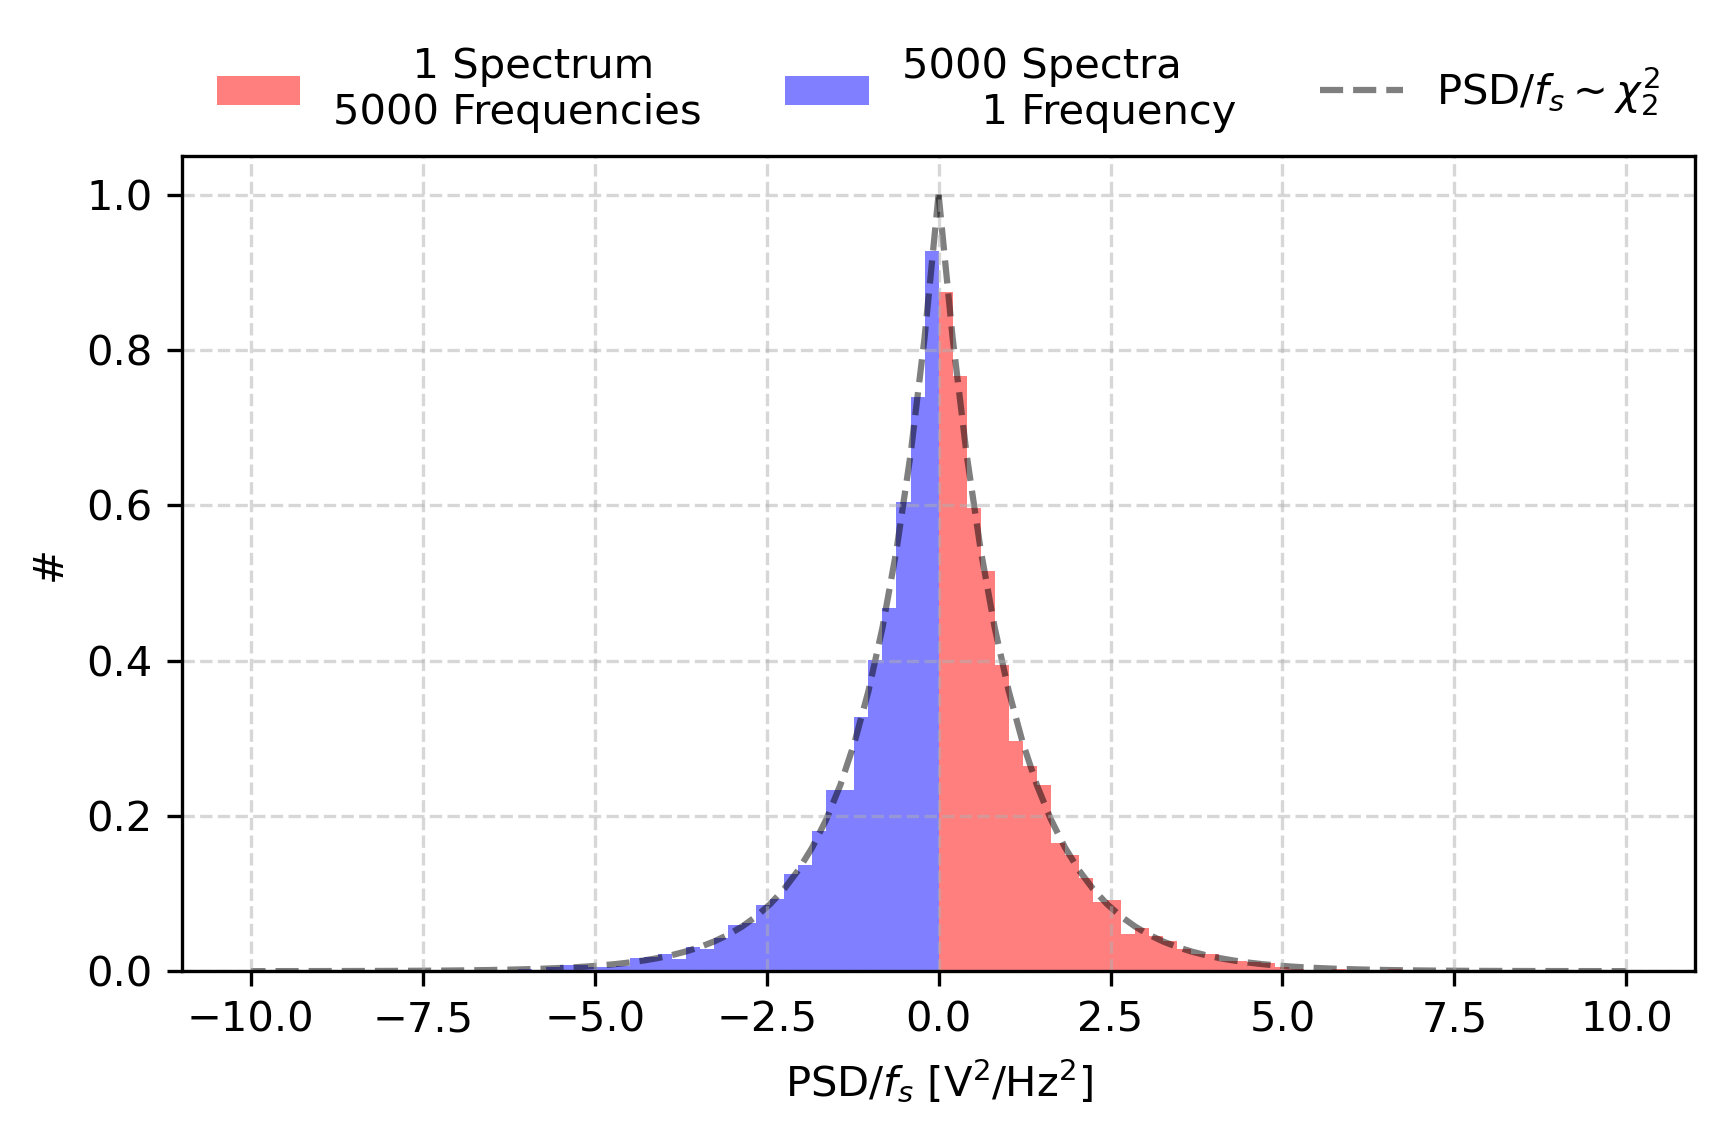 1 Spectrum
5000 Frequencies
5000 Spectra
1 Frequency
PSD/fₛ ~ χ₂²
1.0
0.8
0.6
0.4
0.2
0.0
#
−10.0 −7.5 −5.0 −2.5 0.0 2.5 5.0 7.5 10.0
PSD/fₛ [V²/Hz²]